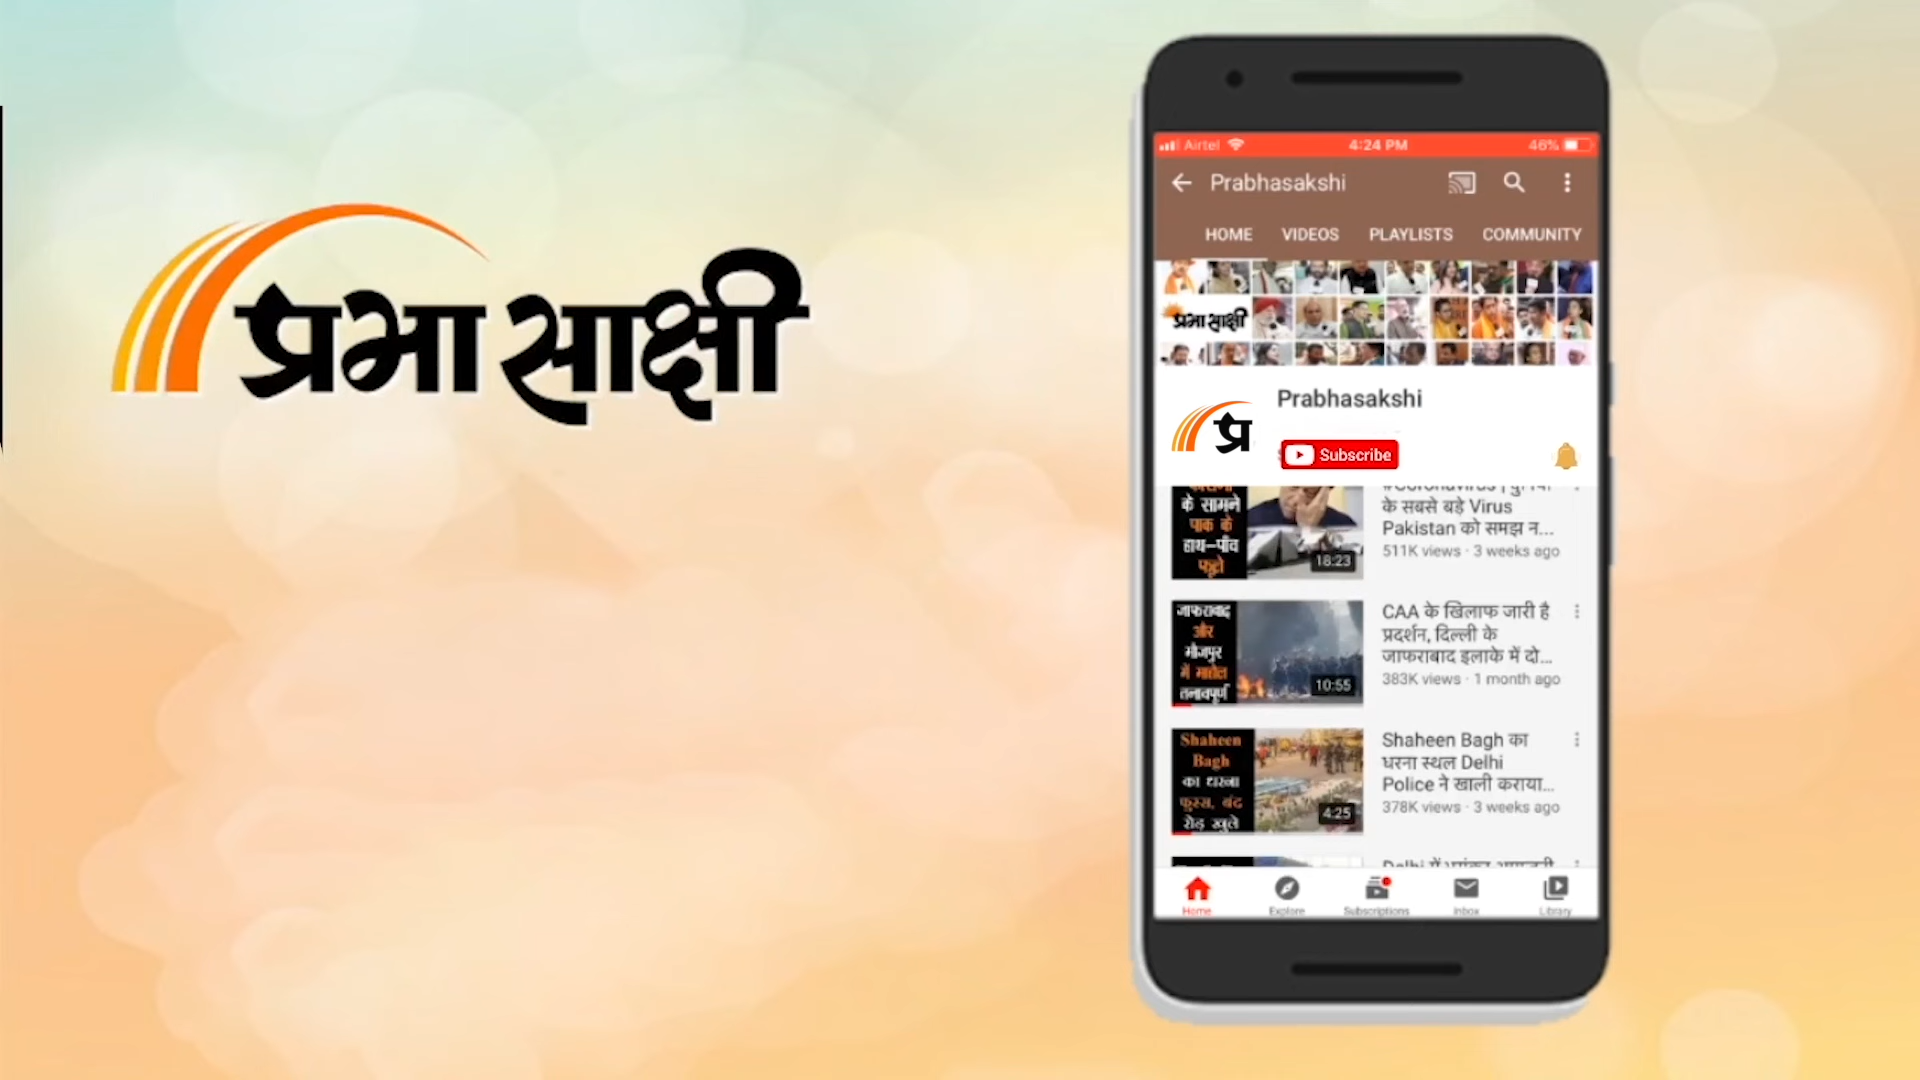 प्रभासाक्षी
Airtel 4:24 PM 46%
Prabhasakshi
HOME VIDEOS PLAYLISTS COMMUNITY
प्रभासाक्षी
Prabhasakshi
प्र
Subscribe
के सामने
पाक के
हाथ-पाँव
फूले
18:23
#Coronavirus |
के सबसे बड़े Virus
Pakistan को समझ न...
511K views · 3 weeks ago
जाफराबाद
और
मौजपुर
में माहौल
तनावपूर्ण
10:55
CAA के खिलाफ जारी है
प्रदर्शन, दिल्ली के
जाफराबाद इलाके में दो...
383K views · 1 month ago
Shaheen
Bagh
का धरना
फुस्स, बंद
रोड खुले
4:25
Shaheen Bagh का
धरना स्थल Delhi
Police ने खाली कराया...
378K views · 3 weeks ago
Delhi में
Home Explore Subscriptions Inbox Library